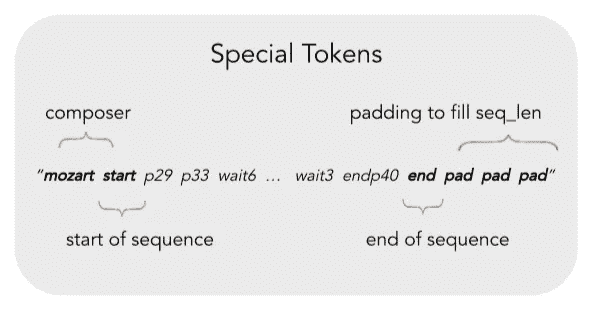 Special Tokens
composer padding to fill seq_len
"mozart start p29 p33 wait6 ... wait3 endp40 end pad pad pad"
start of sequence end of sequence